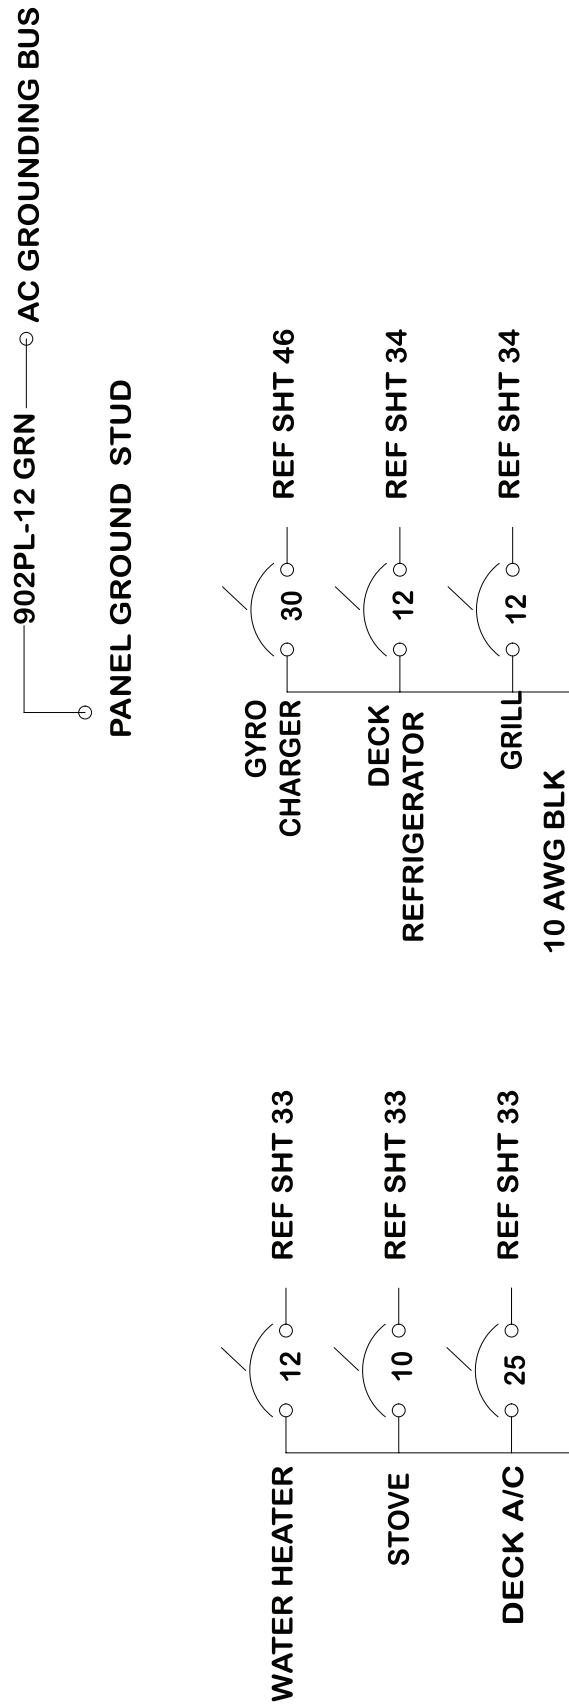 902PL-12 GRN
AC GROUNDING BUS
PANEL GROUND STUD
WATER HEATER
12
REF SHT 33
STOVE
10
REF SHT 33
DECK A/C
25
REF SHT 33
GYRO
CHARGER
30
REF SHT 46
DECK
REFRIGERATOR
12
REF SHT 34
GRILL
12
REF SHT 34
10 AWG BLK